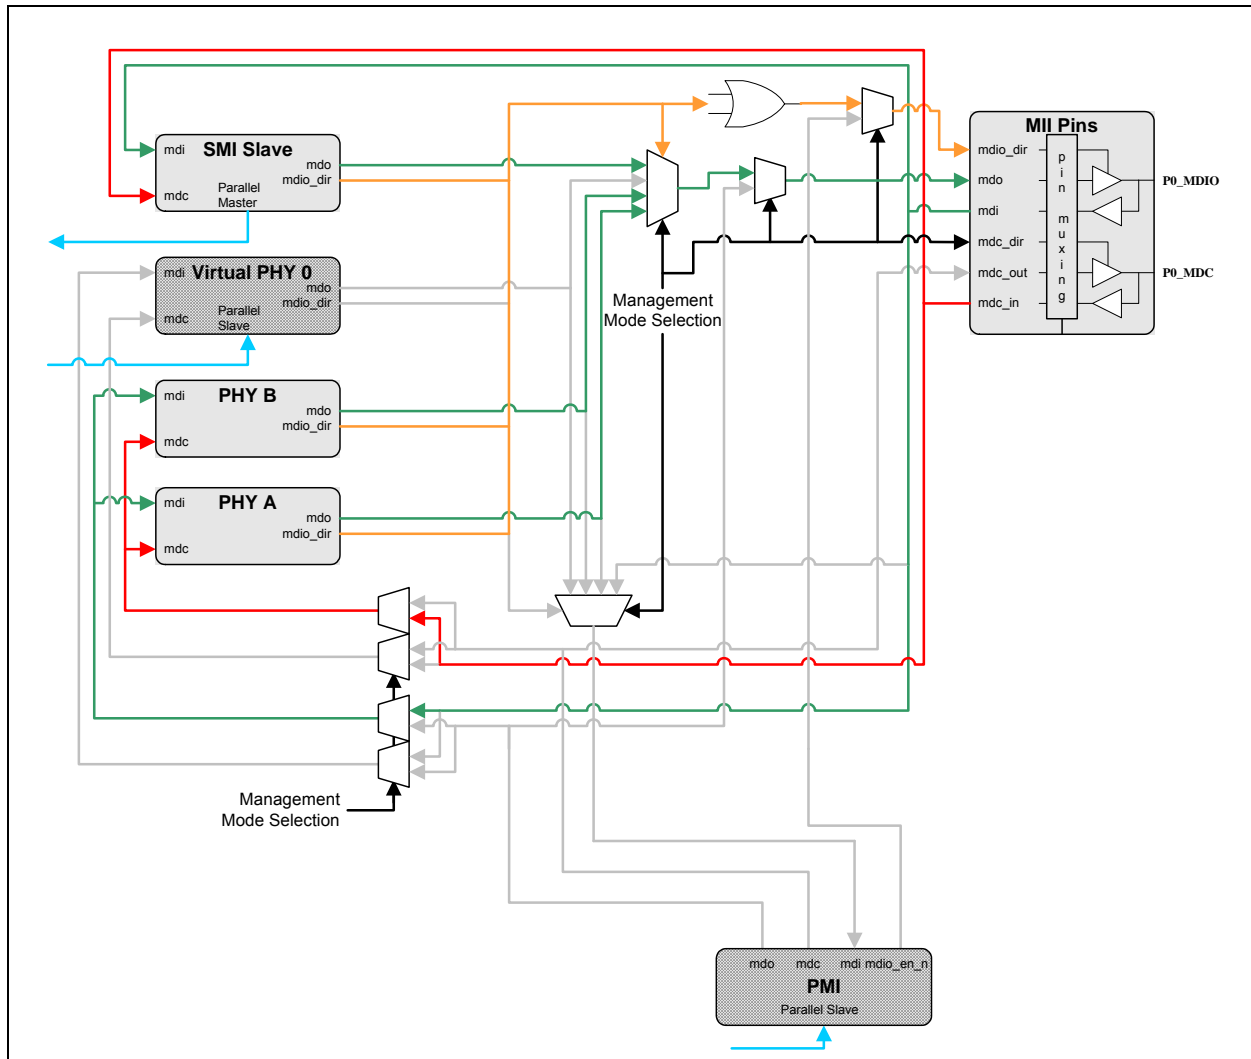 SMI Slave
mdi
mdo
mdio_dir
mdc
Parallel
Master
Virtual PHY 0
mdi
mdo
mdio_dir
mdc
Parallel
Slave
PHY B
mdi
mdo
mdio_dir
mdc
PHY A
mdi
mdo
mdio_dir
mdc
Management
Mode Selection
Management
Mode Selection
MII Pins
mdio_dir
mdo
mdi
mdc_dir
mdc_out
mdc_in
p
i
n
m
u
x
i
n
g
P0_MDIO
P0_MDC
mdo mdc mdi mdio_en_n
PMI
Parallel Slave